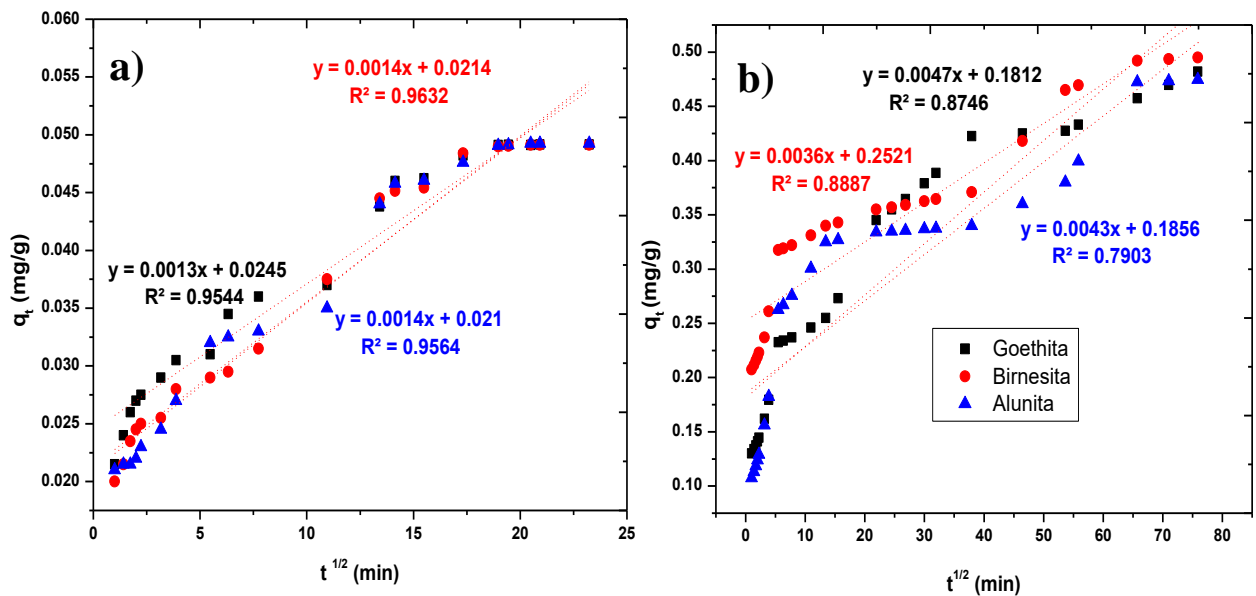 a)
y = 0.0014x + 0.0214
R² = 0.9632
y = 0.0013x + 0.0245
R² = 0.9544
y = 0.0014x + 0.021
R² = 0.9564
0.060
0.055
0.050
0.045
0.040
0.035
0.030
0.025
0.020
qt (mg/g)
0 5 10 15 20 25
t 1/2 (min)
b)
y = 0.0047x + 0.1812
R² = 0.8746
y = 0.0036x + 0.2521
R² = 0.8887
y = 0.0043x + 0.1856
R² = 0.7903
Goethita
Birnesita
Alunita
0.50
0.45
0.40
0.35
0.30
0.25
0.20
0.15
0.10
qt (mg/g)
0 10 20 30 40 50 60 70 80
t1/2 (min)